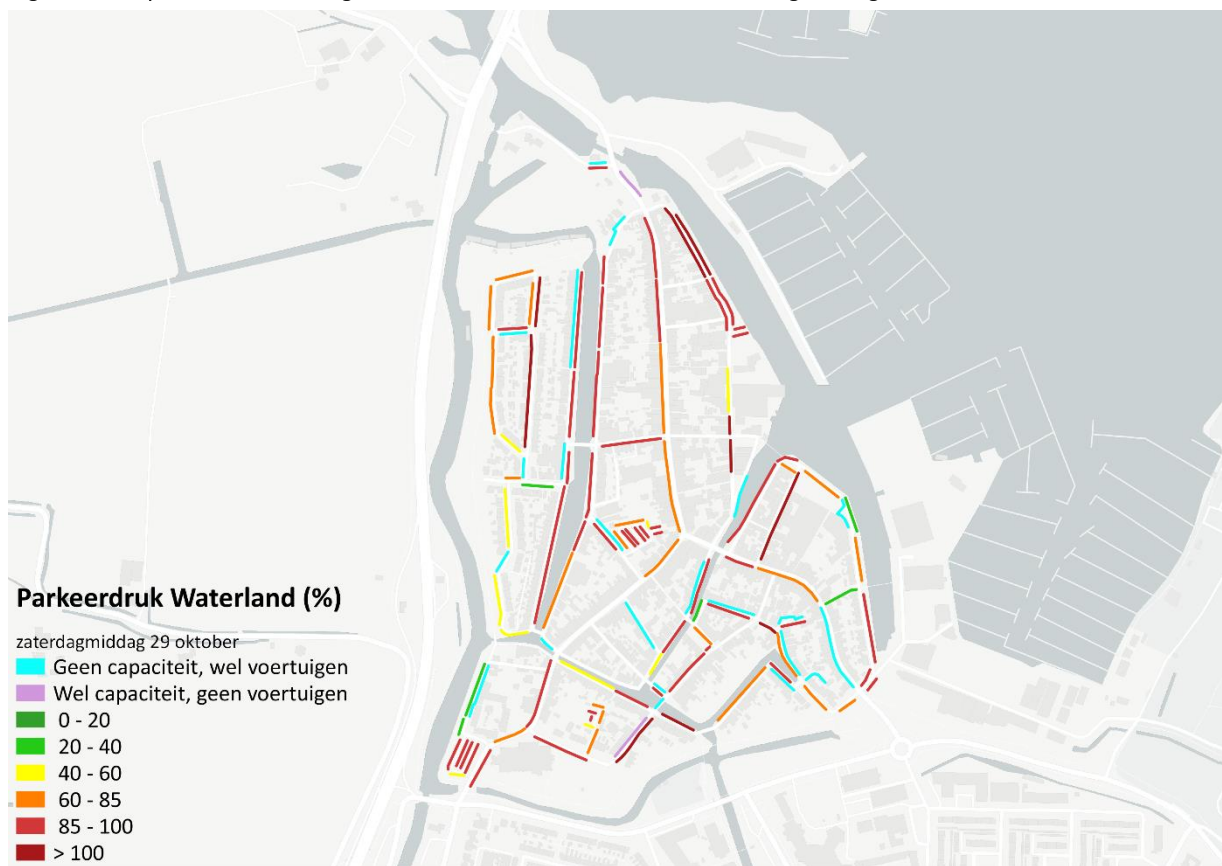 Parkeerdruk Waterland (%)
zaterdagmiddag 29 oktober
Geen capaciteit, wel voertuigen
Wel capaciteit, geen voertuigen
0 - 20
20 - 40
40 - 60
60 - 85
85 - 100
> 100